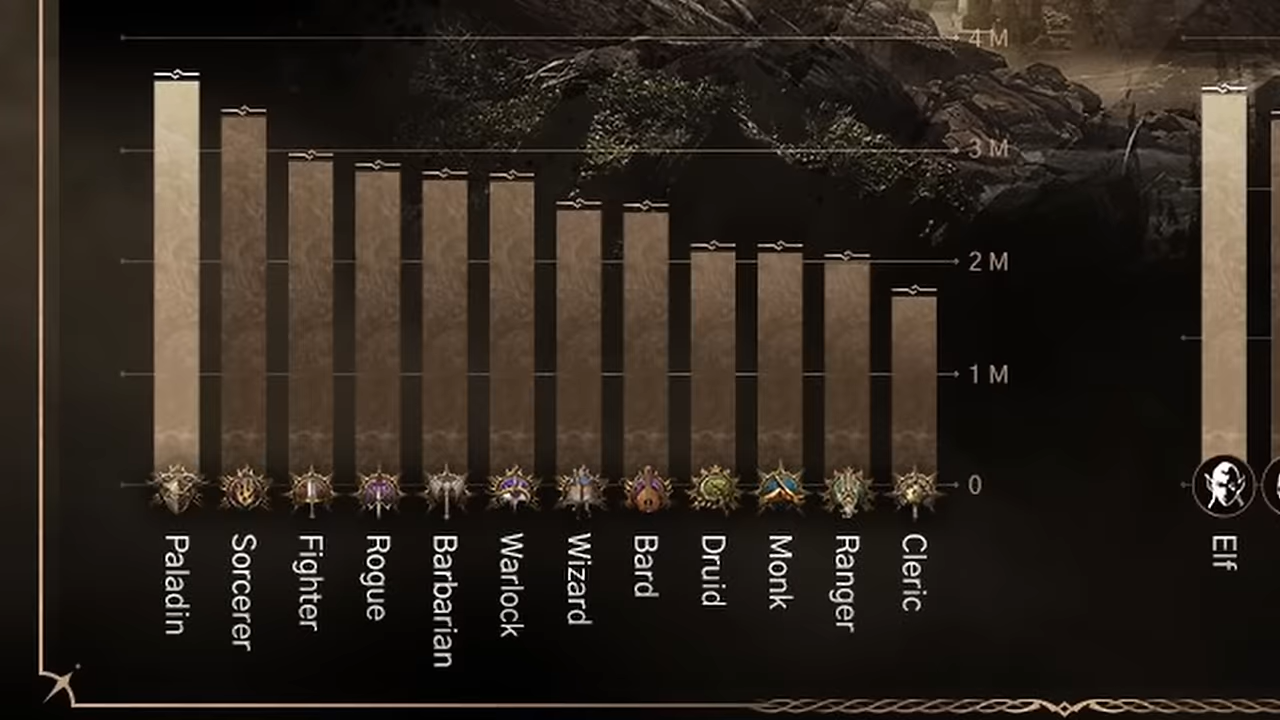 4 M
3 M
2 M
1 M
0
Paladin
Sorcerer
Fighter
Rogue
Barbarian
Warlock
Wizard
Bard
Druid
Monk
Ranger
Cleric
Elf